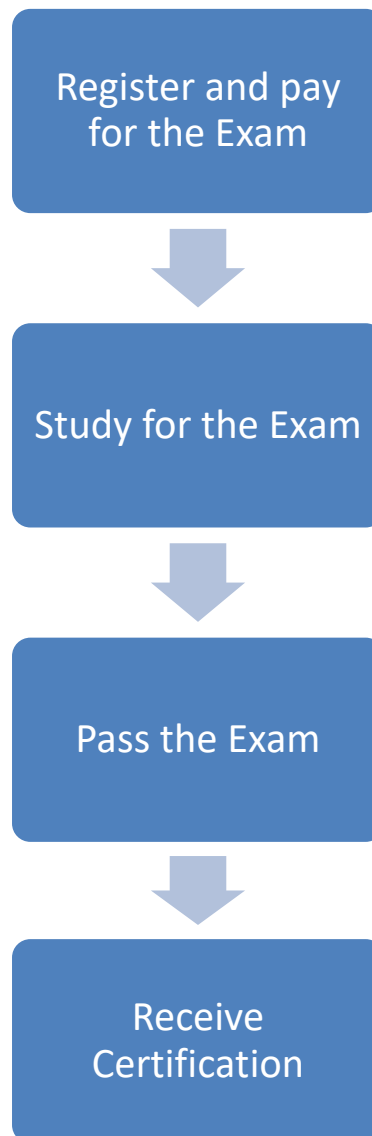 Register and pay
for the Exam
Study for the Exam
Pass the Exam
Receive
Certification